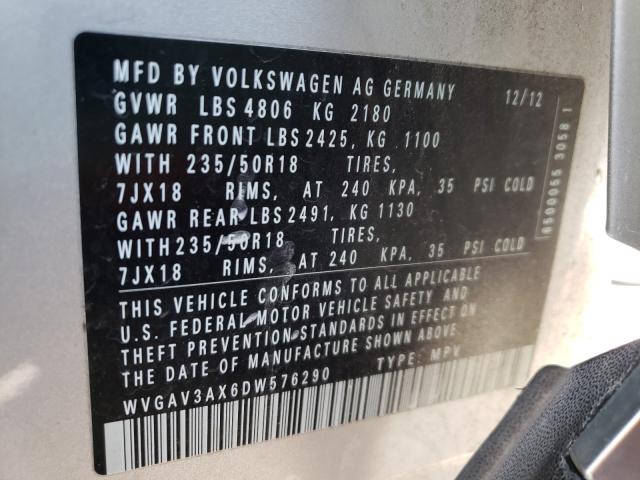 MFD BY VOLKSWAGEN AG GERMANY 12/12
GVWR LBS 4806 KG 2180
GAWR FRONT LBS 2425, KG 1100
WITH 235/50R18 TIRES,
7JX18 RIMS, AT 240 KPA, 35 PSI COLD
GAWR REAR LBS 2491, KG 1130
WITH 235/50R18 TIRES,
7JX18 RIMS, AT 240 KPA, 35 PSI COLD
THIS VEHICLE CONFORMS TO ALL APPLICABLE
U.S. FEDERAL MOTOR VEHICLE SAFETY AND
THEFT PREVENTION STANDARDS IN EFFECT ON
THE DATE OF MANUFACTURE SHOWN ABOVE.
WVGAV3AX6DW576290 TYPE: MPV
6500055 3058 1